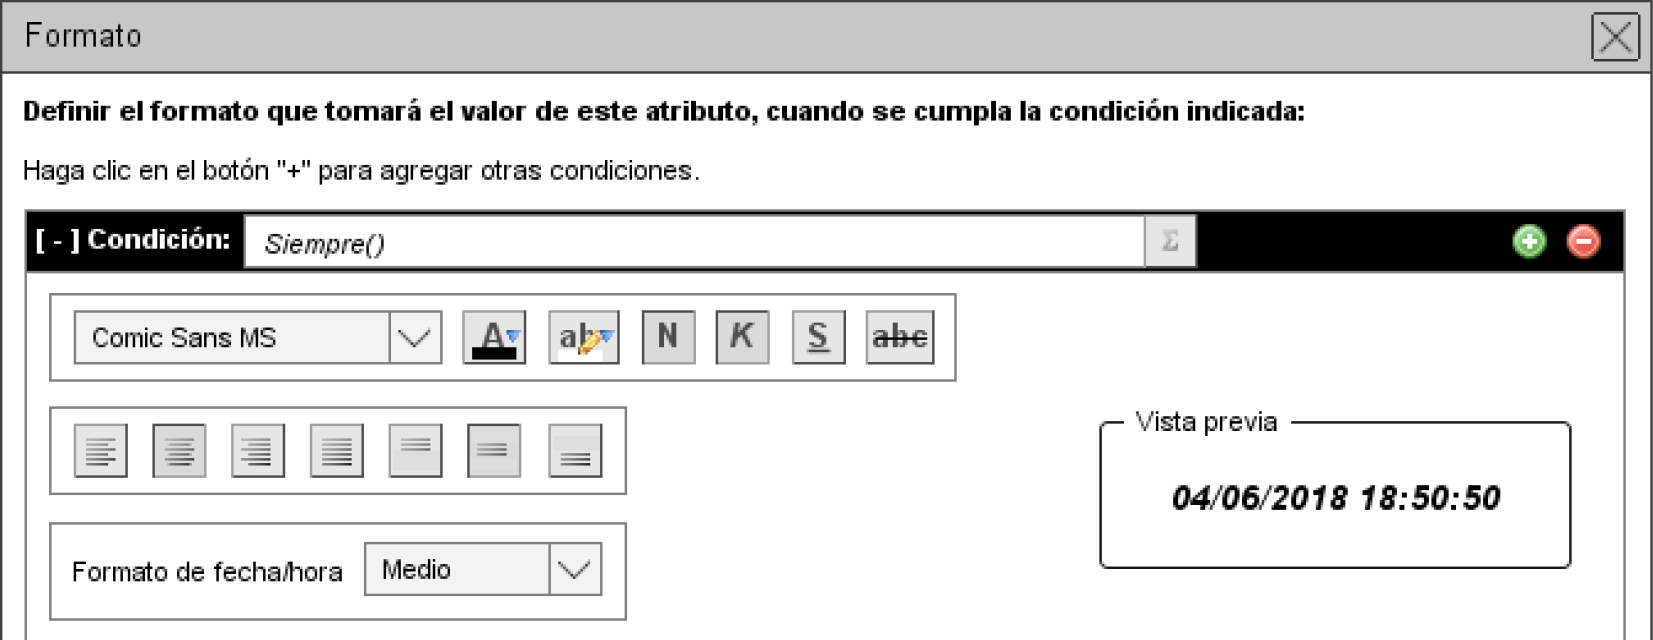 Formato
Definir el formato que tomará el valor de este atributo, cuando se cumpla la condición indicada:
Haga clic en el botón "+" para agregar otras condiciones.
[ - ] Condición: Siempre() Σ
Comic Sans MS A ab N K S abc
Vista previa
04/06/2018 18:50:50
Formato de fecha/hora Medio